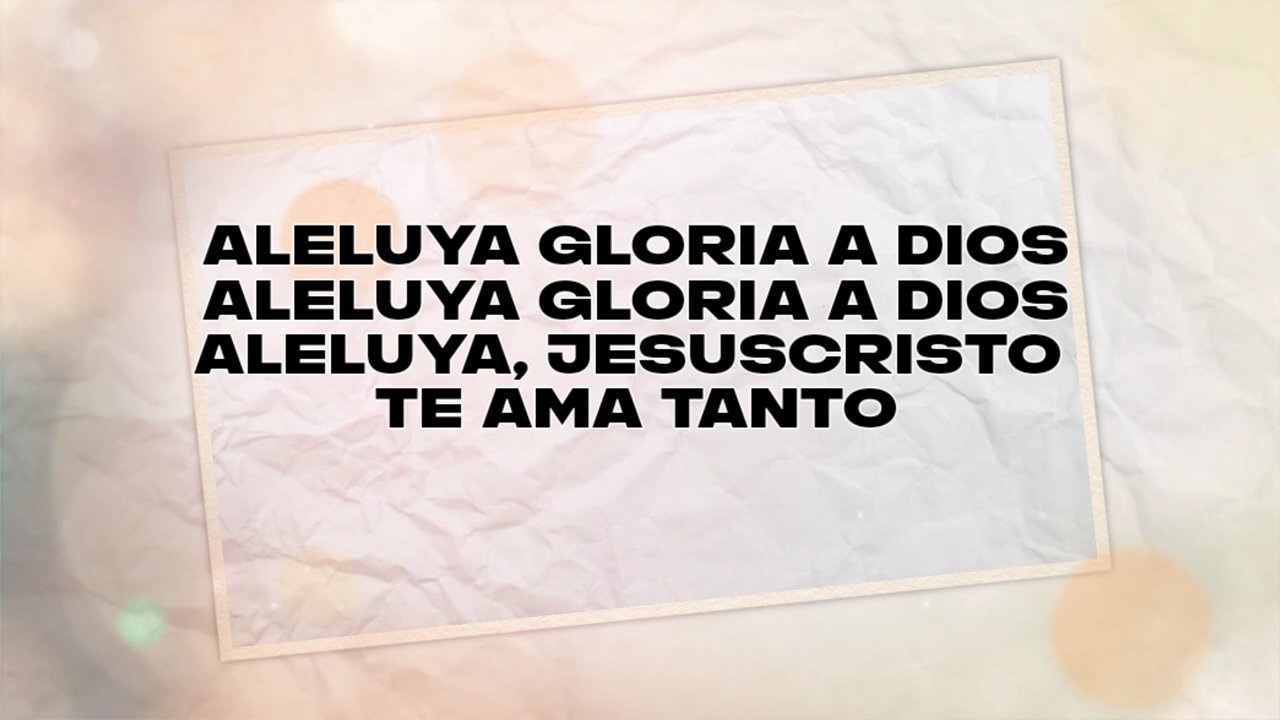 ALELUYA GLORIA A DIOS
ALELUYA GLORIA A DIOS
ALELUYA, JESUSCRISTO
TE AMA TANTO